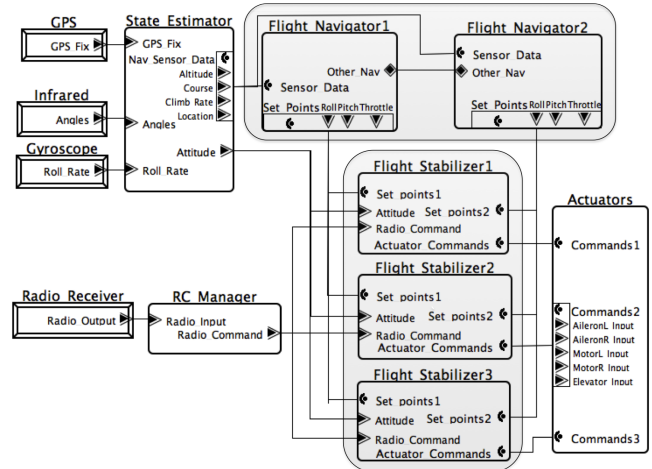 GPS
GPS Fix
Infrared
Angles
Gyroscope
Roll Rate
State Estimator
GPS Fix
Nav Sensor Data
Altitude
Course
Climb Rate
Location
Angles
Attitude
Roll Rate
Flight Navigator1
Other Nav
Sensor Data
Set Points Roll Pitch Throttle
Flight Navigator2
Sensor Data
Other Nav
Set Points Roll Pitch Throttle
Flight Stabilizer1
Set points1
Attitude Set points2
Radio Command
Actuator Commands
Flight Stabilizer2
Set points1
Attitude Set points2
Radio Command
Actuator Commands
Flight Stabilizer3
Set points1
Attitude Set points2
Radio Command
Actuator Commands
Radio Receiver
Radio Output
RC Manager
Radio Input
Radio Command
Actuators
Commands1
Commands2
AileronL Input
AileronR Input
MotorL Input
MotorR Input
Elevator Input
Commands3